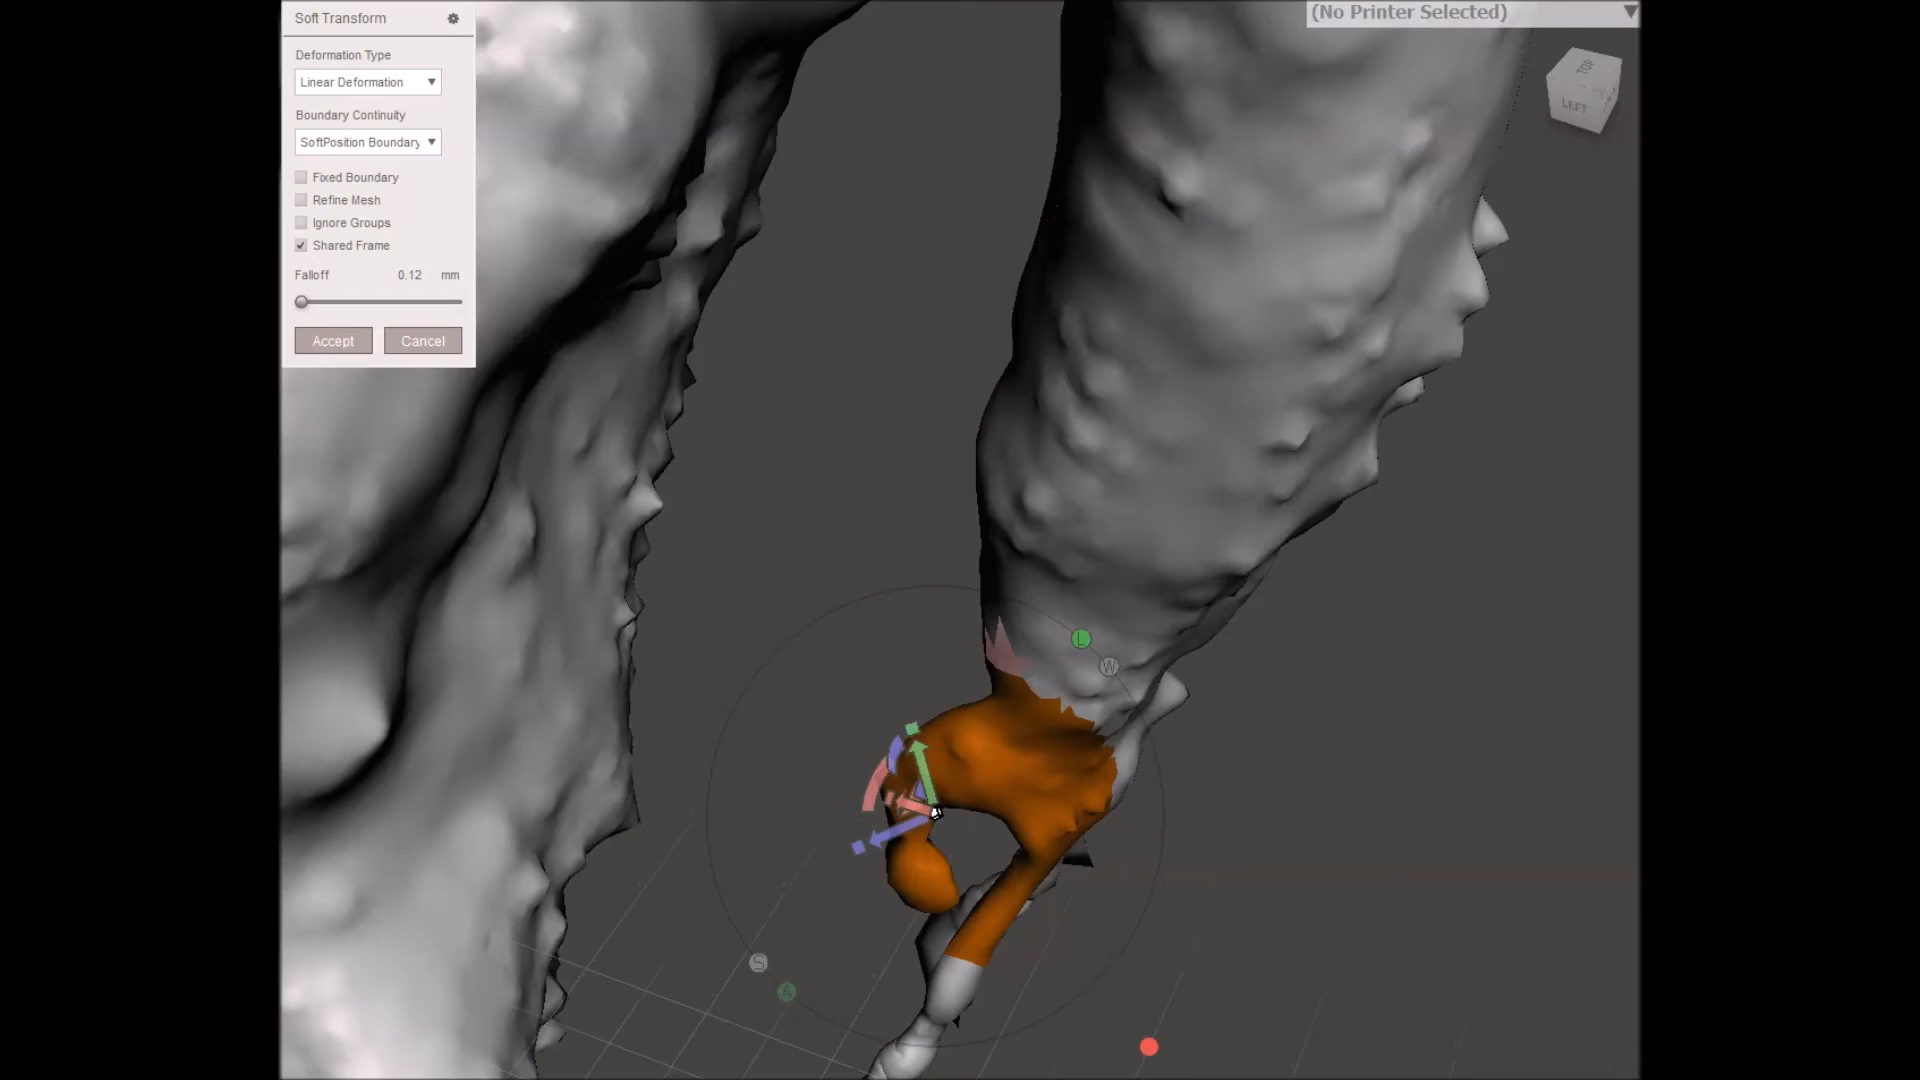 Soft Transform
(No Printer Selected)
Deformation Type
Linear Deformation
Boundary Continuity
SoftPosition Boundary
Fixed Boundary
Refine Mesh
Ignore Groups
Shared Frame
Falloff 0.12 mm
Accept Cancel
TOP
LEFT
L
W
S
A